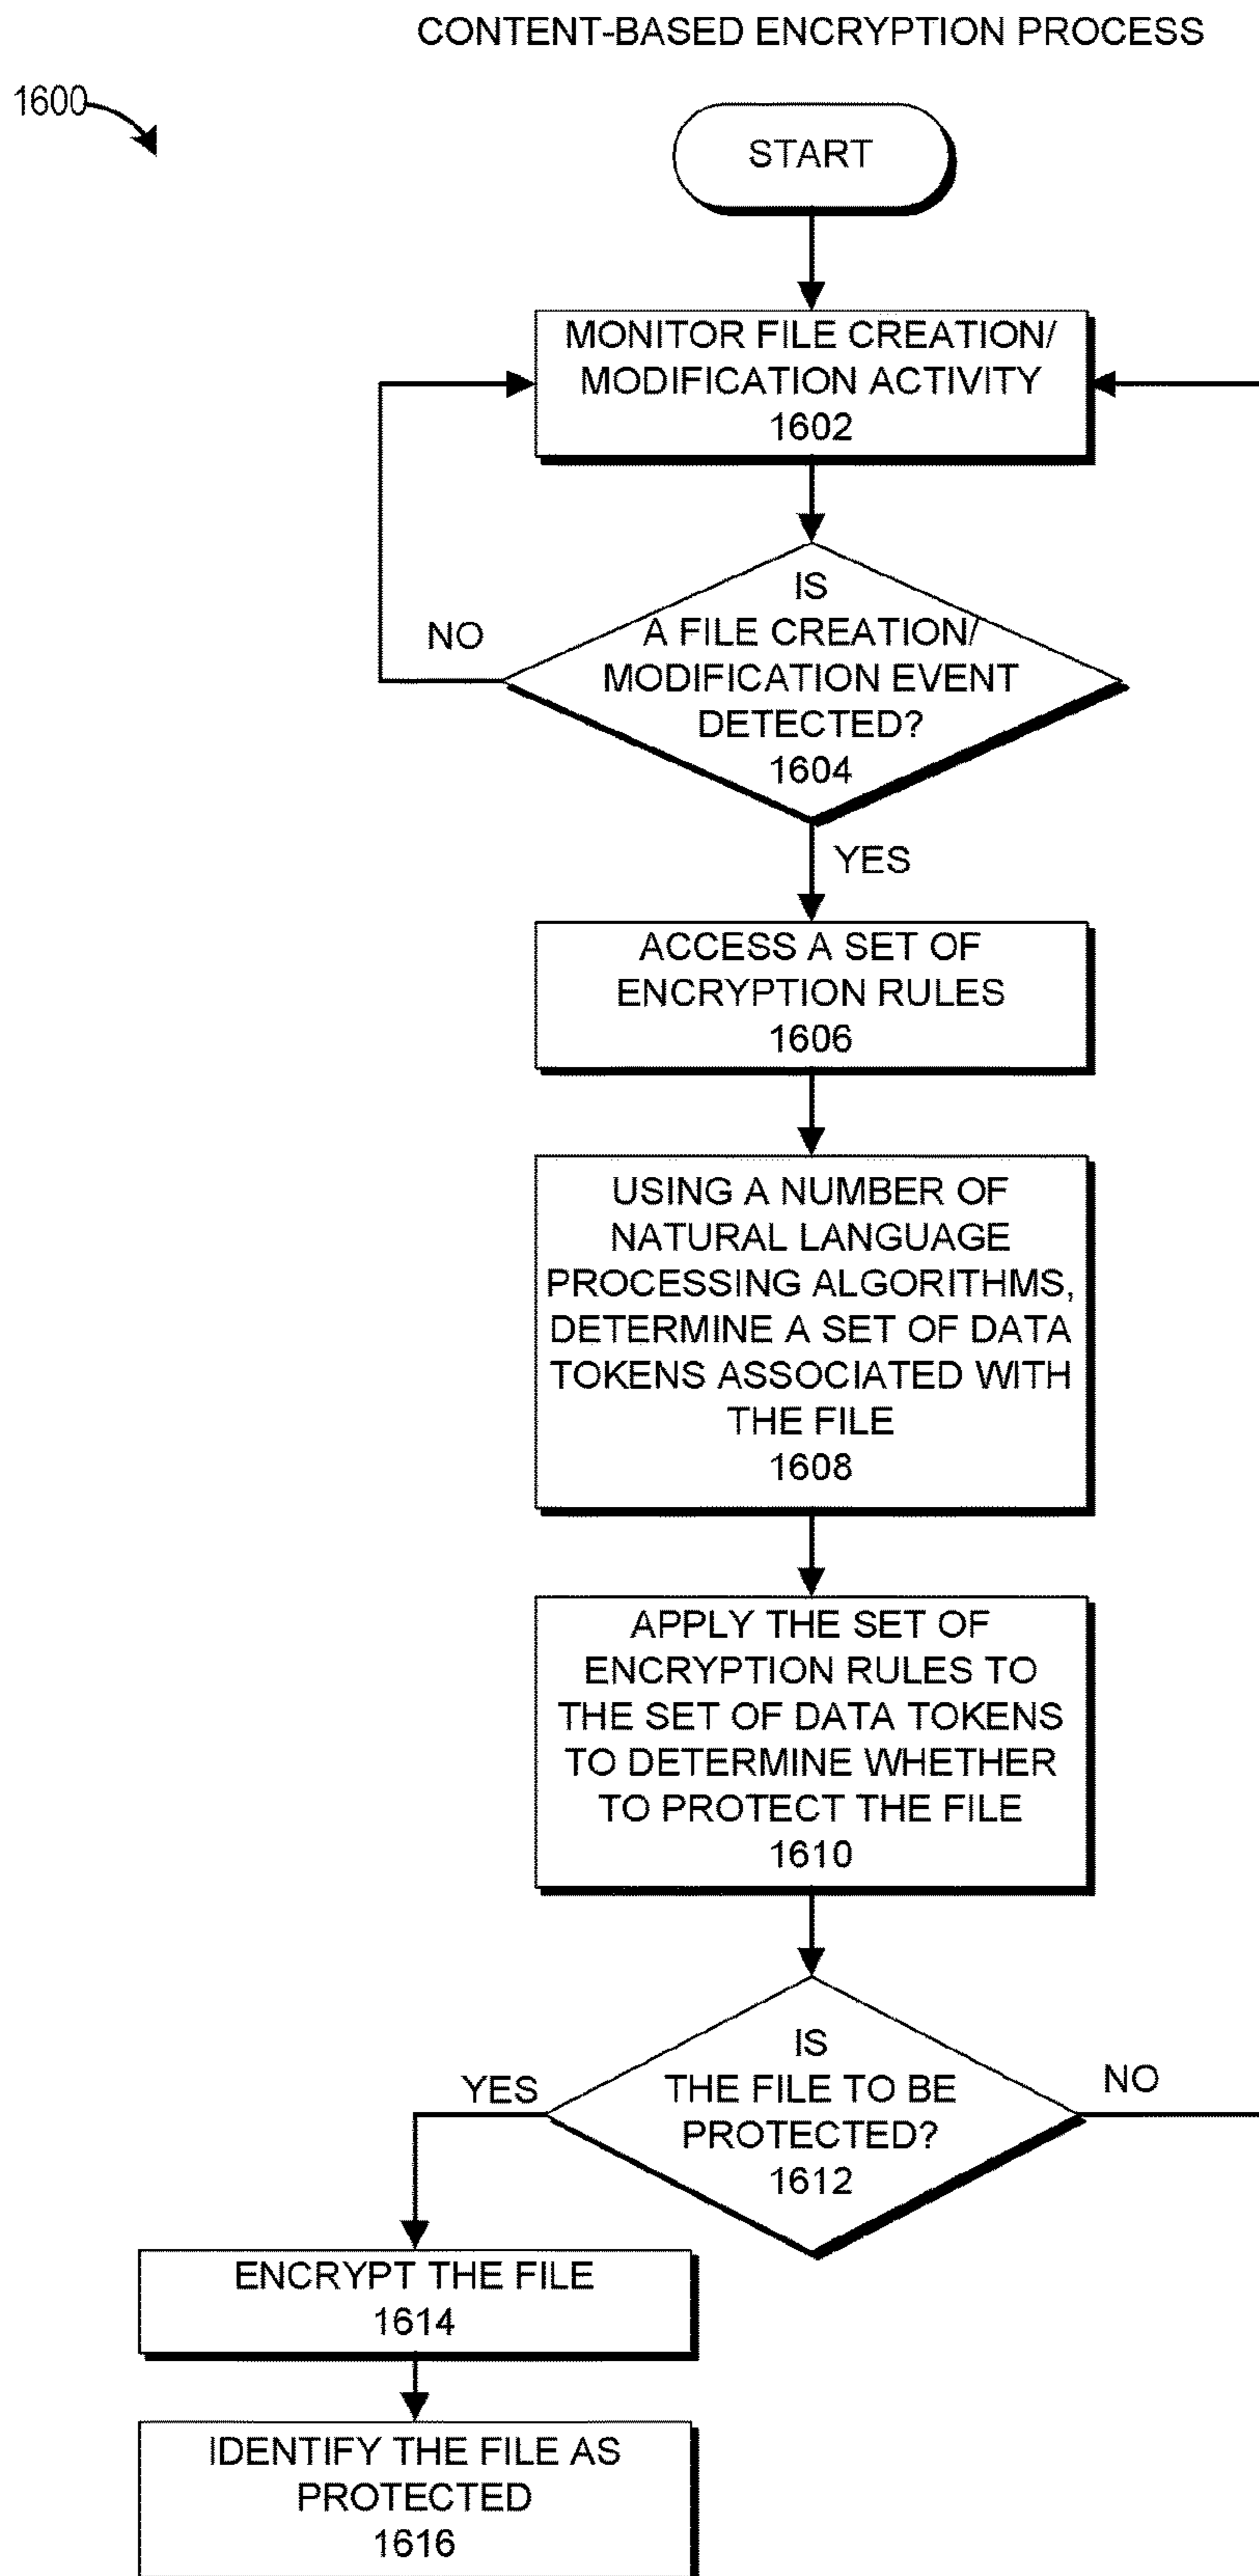 CONTENT-BASED ENCRYPTION PROCESS
1600
START
MONITOR FILE CREATION/
MODIFICATION ACTIVITY
1602
IS
A FILE CREATION/
MODIFICATION EVENT
DETECTED?
1604
NO
YES
ACCESS A SET OF
ENCRYPTION RULES
1606
USING A NUMBER OF
NATURAL LANGUAGE
PROCESSING ALGORITHMS,
DETERMINE A SET OF DATA
TOKENS ASSOCIATED WITH
THE FILE
1608
APPLY THE SET OF
ENCRYPTION RULES TO
THE SET OF DATA TOKENS
TO DETERMINE WHETHER
TO PROTECT THE FILE
1610
IS
THE FILE TO BE
PROTECTED?
1612
YES
NO
ENCRYPT THE FILE
1614
IDENTIFY THE FILE AS
PROTECTED
1616